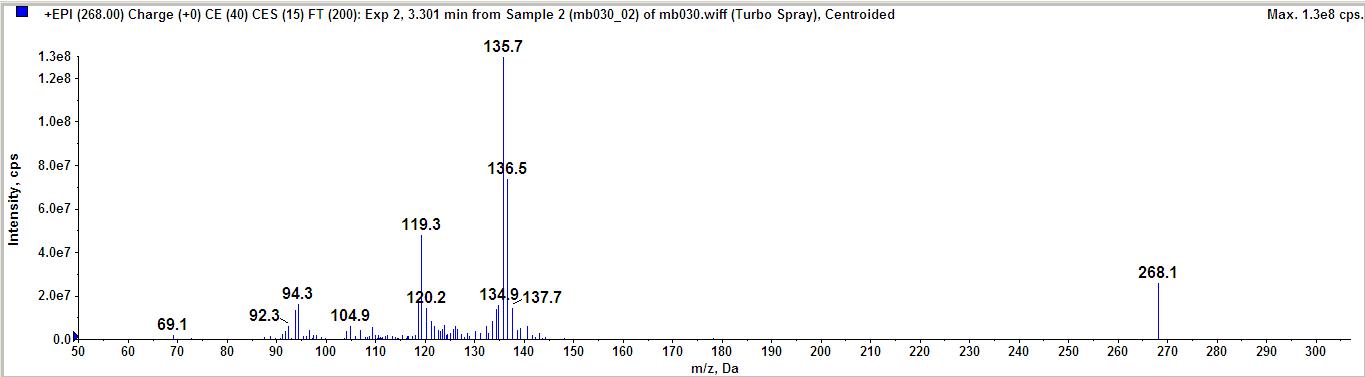 +EPI (268.00) Charge (+0) CE (40) CES (15) FT (200): Exp 2, 3.301 min from Sample 2 (mb030_02) of mb030.wiff (Turbo Spray), Centroided
Max. 1.3e8 cps.
135.7
1.3e8
1.2e8
1.0e8
8.0e7
136.5
6.0e7
119.3
4.0e7
268.1
2.0e7
94.3
120.2
134.9
137.7
92.3
104.9
69.1
0.0
50 60 70 80 90 100 110 120 130 140 150 160 170 180 190 200 210 220 230 240 250 260 270 280 290 300
m/z, Da
Intensity, cps